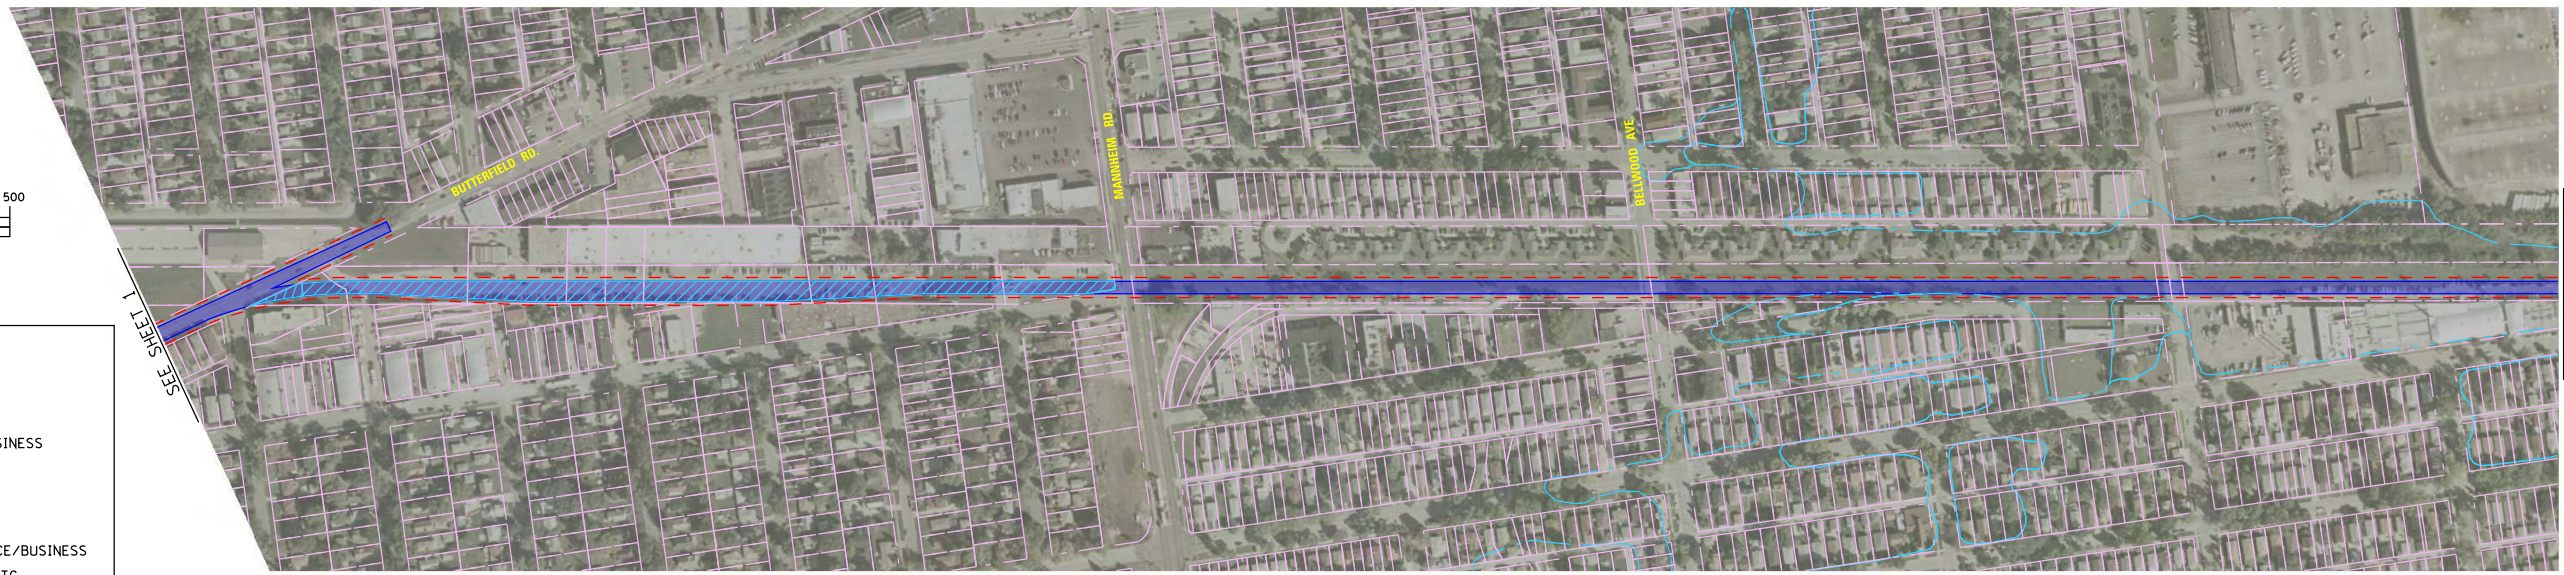 500
BUTTERFIELD RD.
MANNHEIM RD.
BELLWOOD AVE.
SEE SHEET 1
SINESS
CE/BUSINESS